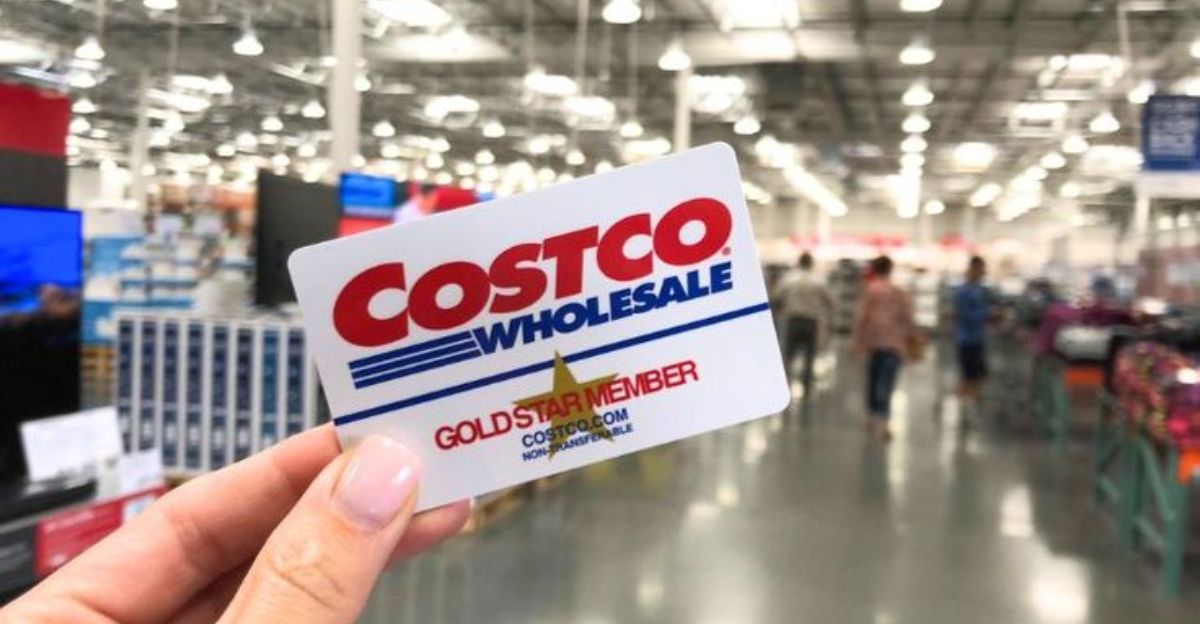 COSTCO®
WHOLESALE
GOLD STAR MEMBER
COSTCO.COM
NON-TRANSFERABLE